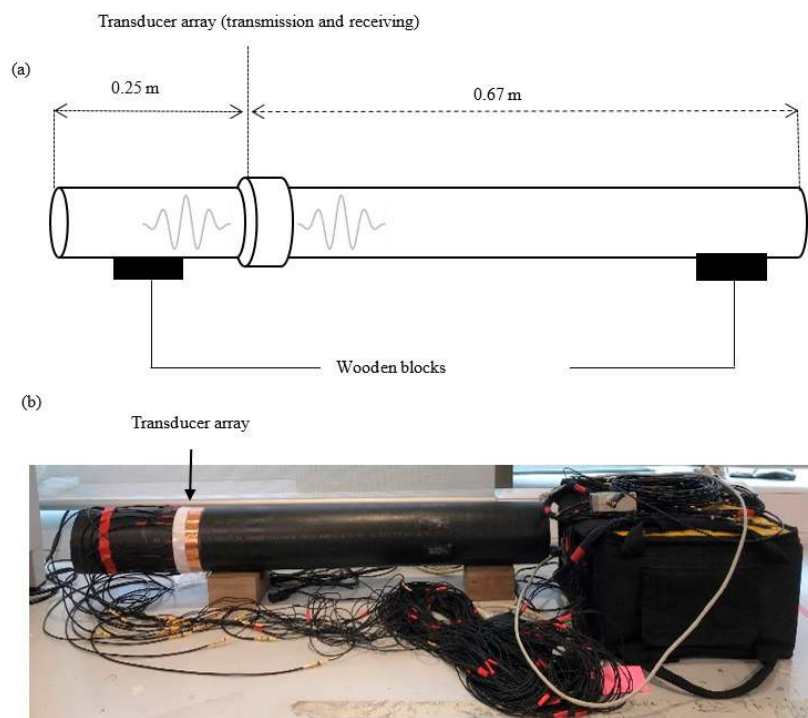 Transducer array (transmission and receiving)
(a)
0.25 m
0.67 m
Wooden blocks
(b)
Transducer array